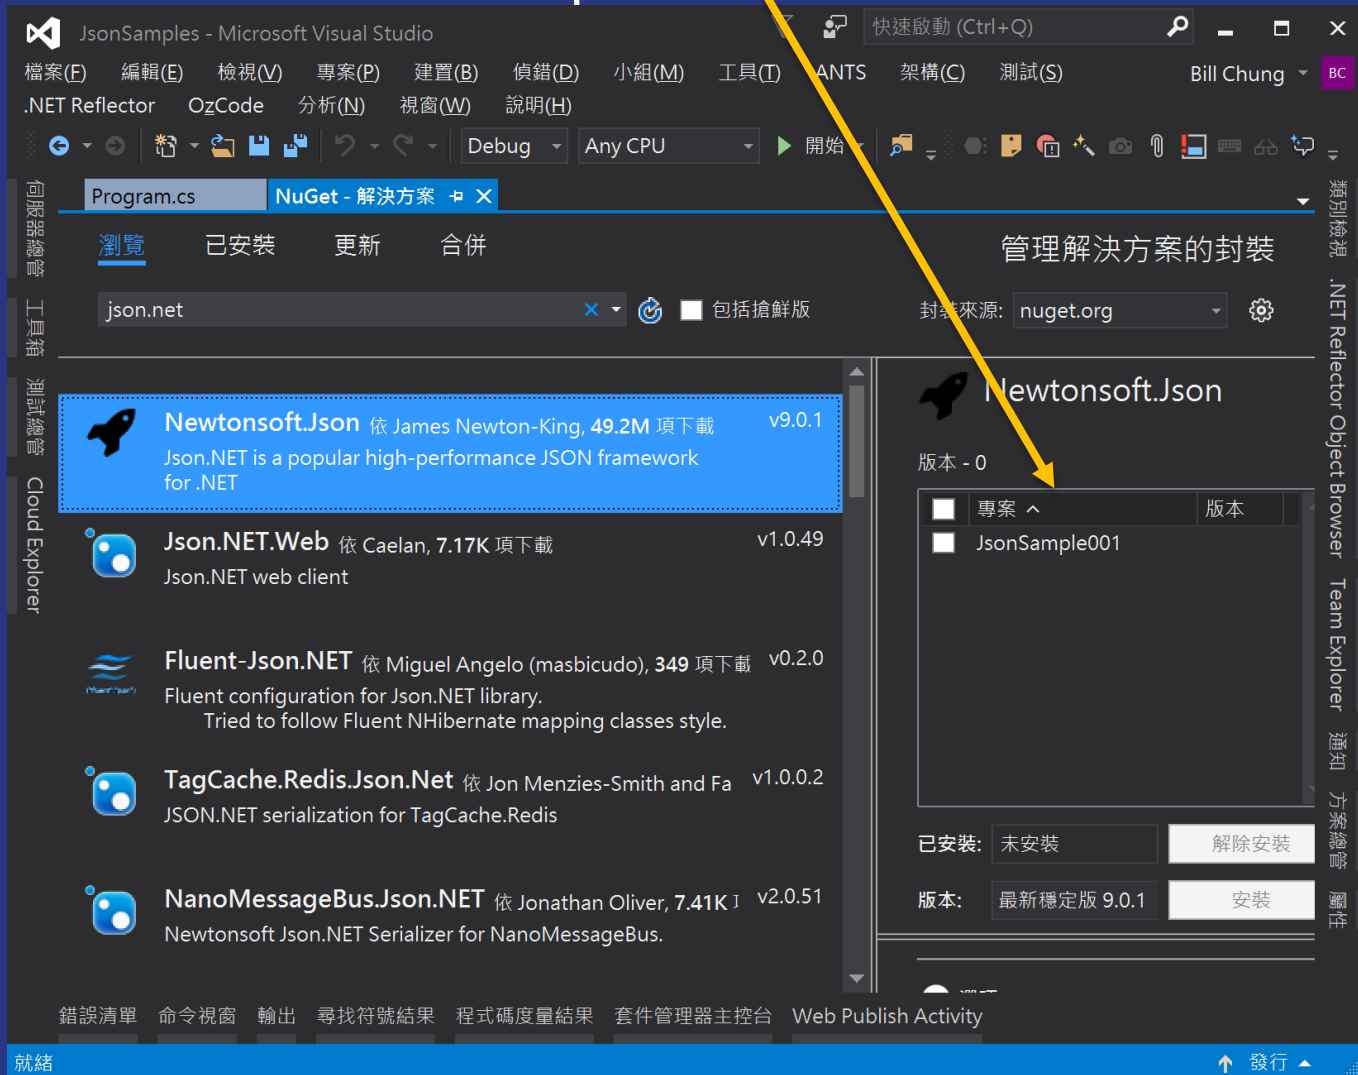 JsonSamples - Microsoft Visual Studio
快速啟動 (Ctrl+Q)
檔案(F) 編輯(E) 檢視(V) 專案(P) 建置(B) 偵錯(D) 小組(M) 工具(T) ANTS 架構(C) 測試(S) Bill Chung BC
.NET Reflector OzCode 分析(N) 視窗(W) 說明(H)
Debug Any CPU 開始
Program.cs NuGet - 解決方案
瀏覽 已安裝 更新 合併 管理解決方案的封裝
json.net 包括搶鮮版 封裝來源: nuget.org
伺服器總管
工具箱
測試總管
Cloud Explorer
Newtonsoft.Json 依 James Newton-King, 49.2M 項下載 v9.0.1
Json.NET is a popular high-performance JSON framework
for .NET
Json.NET.Web 依 Caelan, 7.17K 項下載 v1.0.49
Json.NET web client
Fluent-Json.NET 依 Miguel Angelo (masbicudo), 349 項下載 v0.2.0
Fluent configuration for Json.NET library.
Tried to follow Fluent NHibernate mapping classes style.
TagCache.Redis.Json.Net 依 Jon Menzies-Smith and Fa v1.0.0.2
JSON.NET serialization for TagCache.Redis
NanoMessageBus.Json.NET 依 Jonathan Oliver, 7.41K v2.0.51
Newtonsoft Json.NET Serializer for NanoMessageBus.
Newtonsoft.Json
版本 - 0
專案 版本
JsonSample001
已安裝: 未安裝 解除安裝
版本: 最新穩定版 9.0.1 安裝
類別檢視
.NET Reflector Object Browser
Team Explorer
通知
方案總管
屬性
錯誤清單 命令視窗 輸出 尋找符號結果 程式碼度量結果 套件管理器主控台 Web Publish Activity
就緒 發行